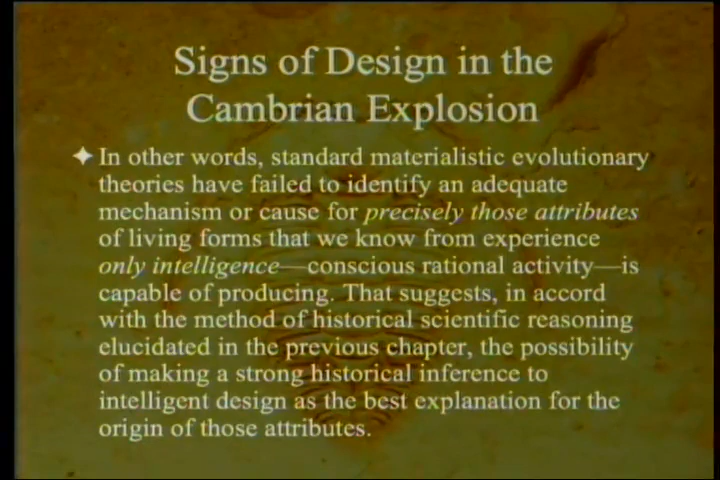 Signs of Design in the
Cambrian Explosion
In other words, standard materialistic evolutionary
theories have failed to identify an adequate
mechanism or cause for precisely those attributes
of living forms that we know from experience
only intelligence—conscious rational activity—is
capable of producing. That suggests, in accord
with the method of historical scientific reasoning
elucidated in the previous chapter, the possibility
of making a strong historical inference to
intelligent design as the best explanation for the
origin of those attributes.